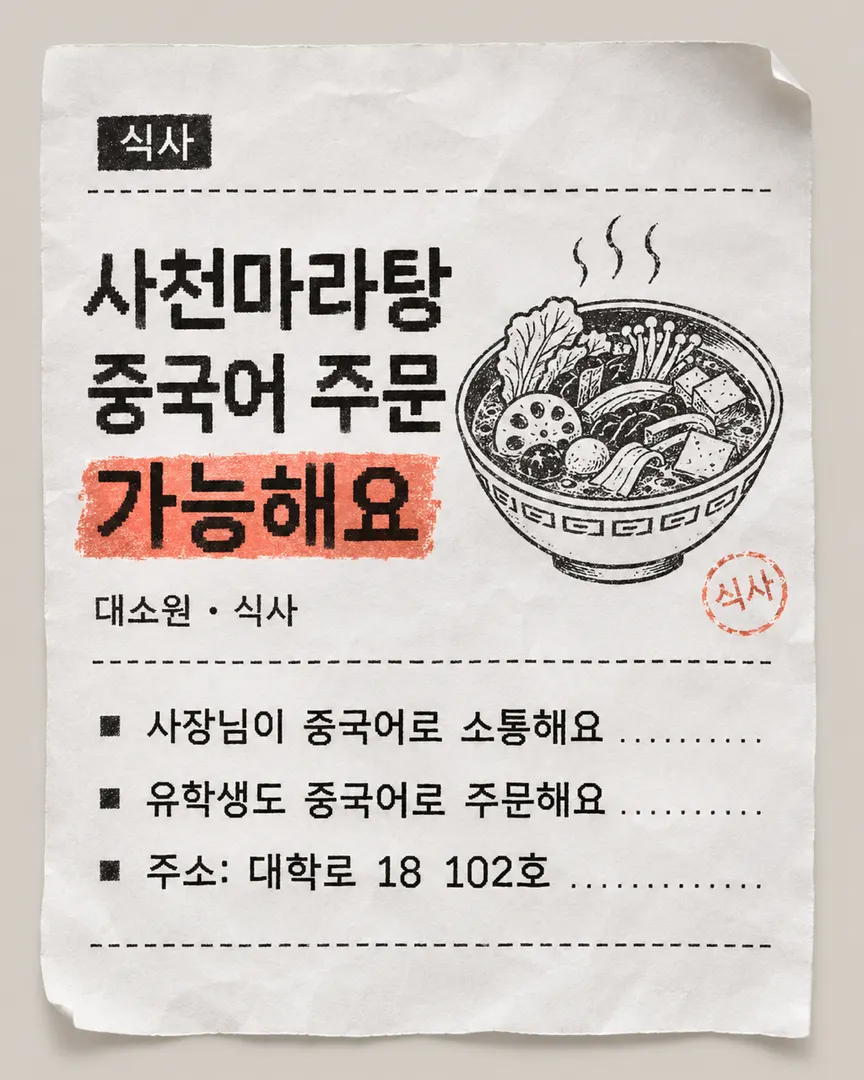 식사
사천마라탕
중국어 주문
가능해요
식사
대소원 • 식사
■ 사장님이 중국어로 소통해요 ..........
■ 유학생도 중국어로 주문해요 ..........
■ 주소: 대학로 18 102호 .............